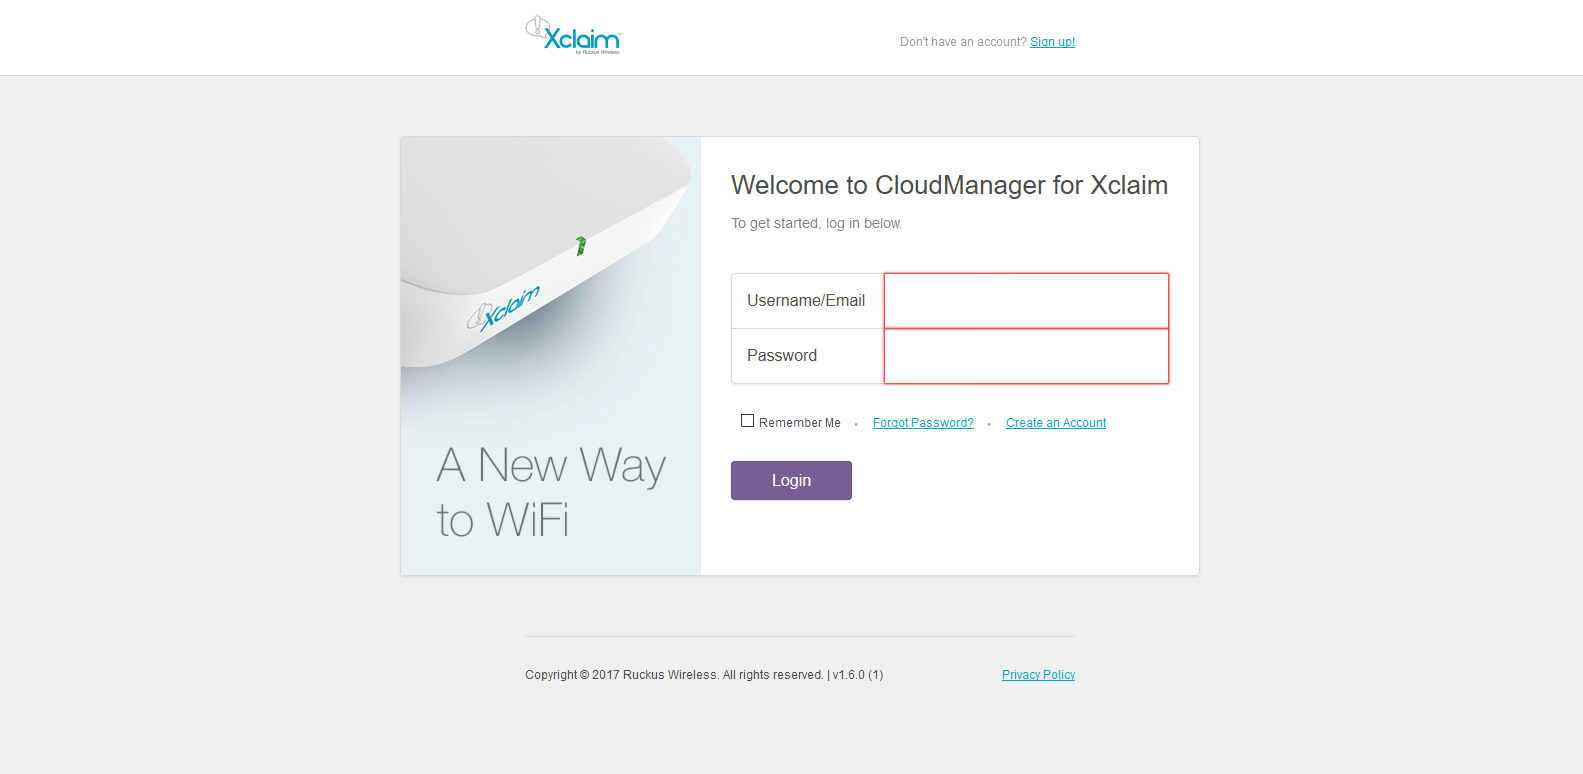 Xclaim
by Ruckus Wireless
Don't have an account? Sign up!
Welcome to CloudManager for Xclaim
To get started, log in below.
Username/Email
Password
Remember Me • Forgot Password? • Create an Account
Login
Xclaim
A New Way
to WiFi
Copyright © 2017 Ruckus Wireless. All rights reserved. | v1.6.0 (1)
Privacy Policy